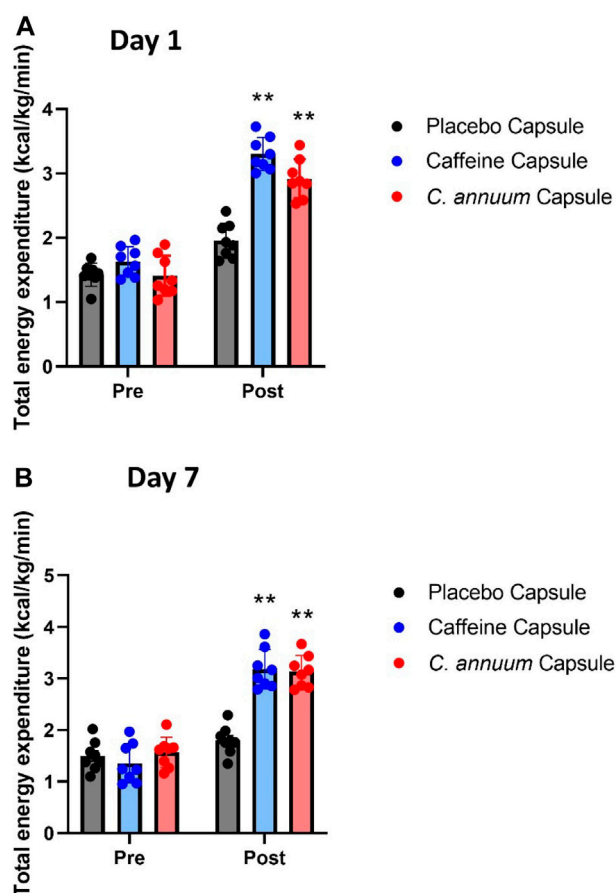 A
Day 1
Total energy expenditure (kcal/kg/min)
4
3
2
1
0
** **
Pre Post
Placebo Capsule
Caffeine Capsule
C. annuum Capsule
B
Day 7
Total energy expenditure (kcal/kg/min)
5
4
3
2
1
0
** **
Pre Post
Placebo Capsule
Caffeine Capsule
C. annuum Capsule